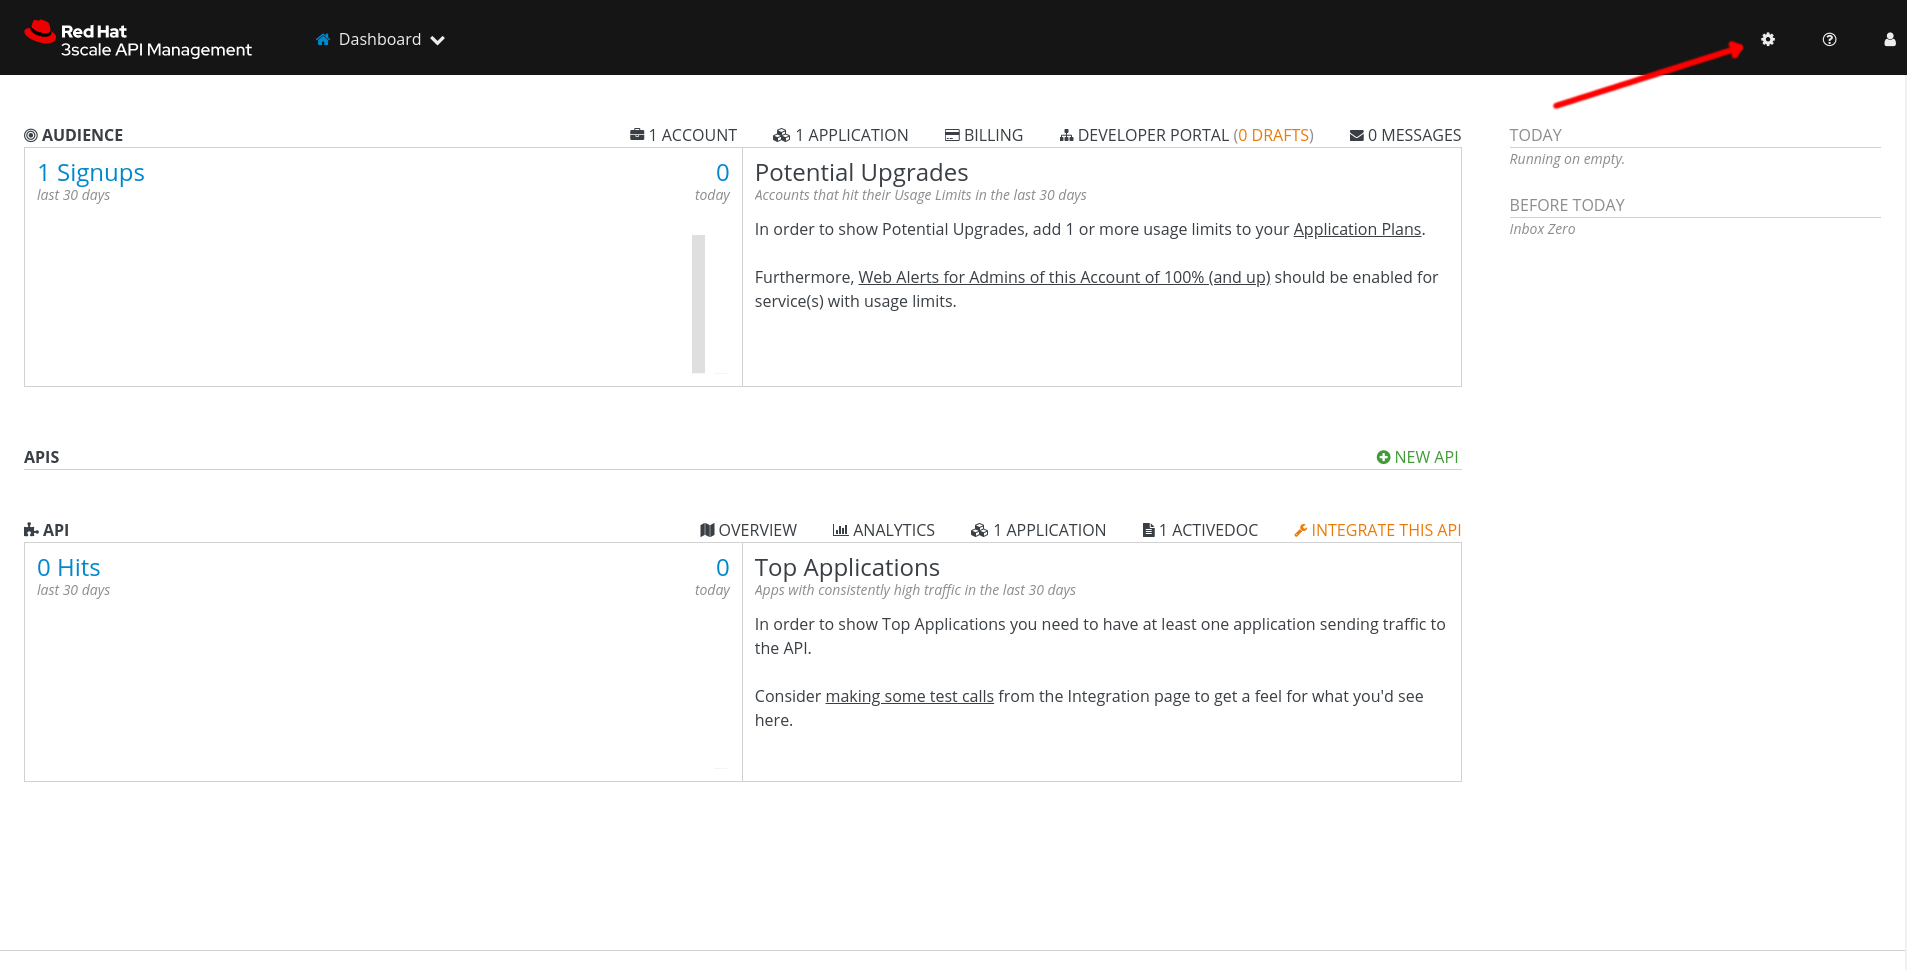 Red Hat
3scale API Management
Dashboard
AUDIENCE
1 ACCOUNT
1 APPLICATION
BILLING
DEVELOPER PORTAL (0 DRAFTS)
0 MESSAGES
1 Signups
last 30 days
0
today
Potential Upgrades
Accounts that hit their Usage Limits in the last 30 days
In order to show Potential Upgrades, add 1 or more usage limits to your Application Plans.
Furthermore, Web Alerts for Admins of this Account of 100% (and up) should be enabled for
service(s) with usage limits.
TODAY
Running on empty.
BEFORE TODAY
Inbox Zero
APIS
NEW API
API
OVERVIEW
ANALYTICS
1 APPLICATION
1 ACTIVEDOC
INTEGRATE THIS API
0 Hits
last 30 days
0
today
Top Applications
Apps with consistently high traffic in the last 30 days
In order to show Top Applications you need to have at least one application sending traffic to
the API.
Consider making some test calls from the Integration page to get a feel for what you'd see
here.